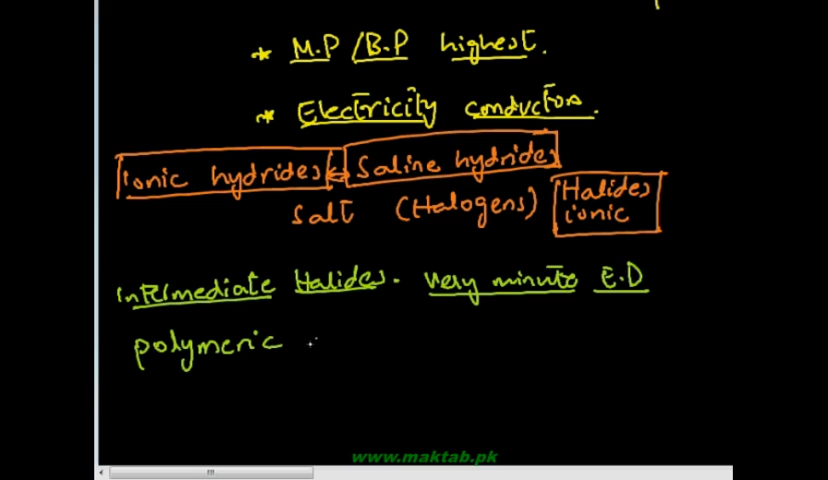 * M.P /B.P highest.
* Electricity conductors.
ionic hydrides ↔ Saline hydrides
salt (Halogens) Halides
ionic
intermediate Halides. very minute E.D
polymeric
www.maktab.pk